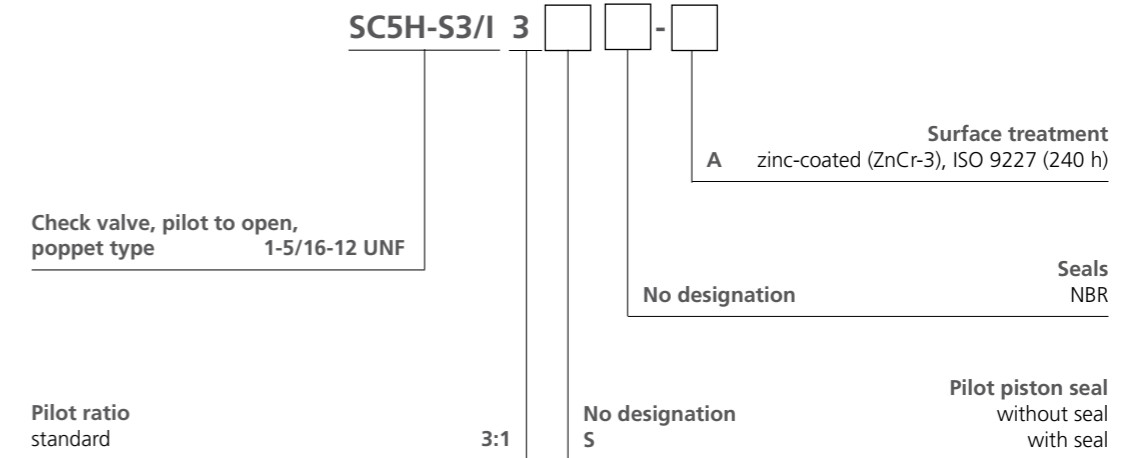 SC5H-S3/I 3 -
Surface treatment
A zinc-coated (ZnCr-3), ISO 9227 (240 h)
Check valve, pilot to open,
poppet type 1-5/16-12 UNF
Seals
No designation NBR
Pilot piston seal
Pilot ratio
No designation without seal
standard 3:1
S with seal